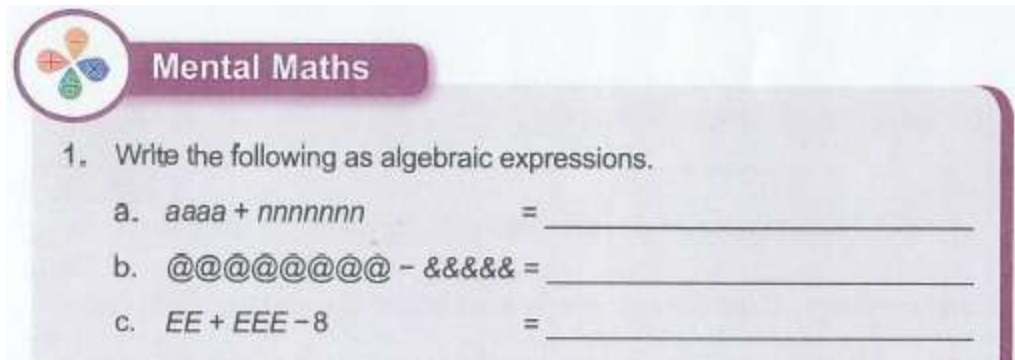 Mental Maths
1. Write the following as algebraic expressions.
a. aaaa + nnnnnnn =
b. @@@@@@@@ – &&&&& =
c. EE + EEE – 8 =